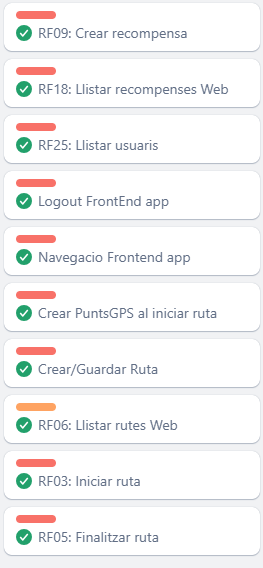 RF09: Crear recompensa
RF18: Llistar recompenses Web
RF25: Llistar usuaris
Logout FrontEnd app
Navegacio Frontend app
Crear PuntsGPS al iniciar ruta
Crear/Guardar Ruta
RF06: Llistar rutes Web
RF03: Iniciar ruta
RF05: Finalitzar ruta